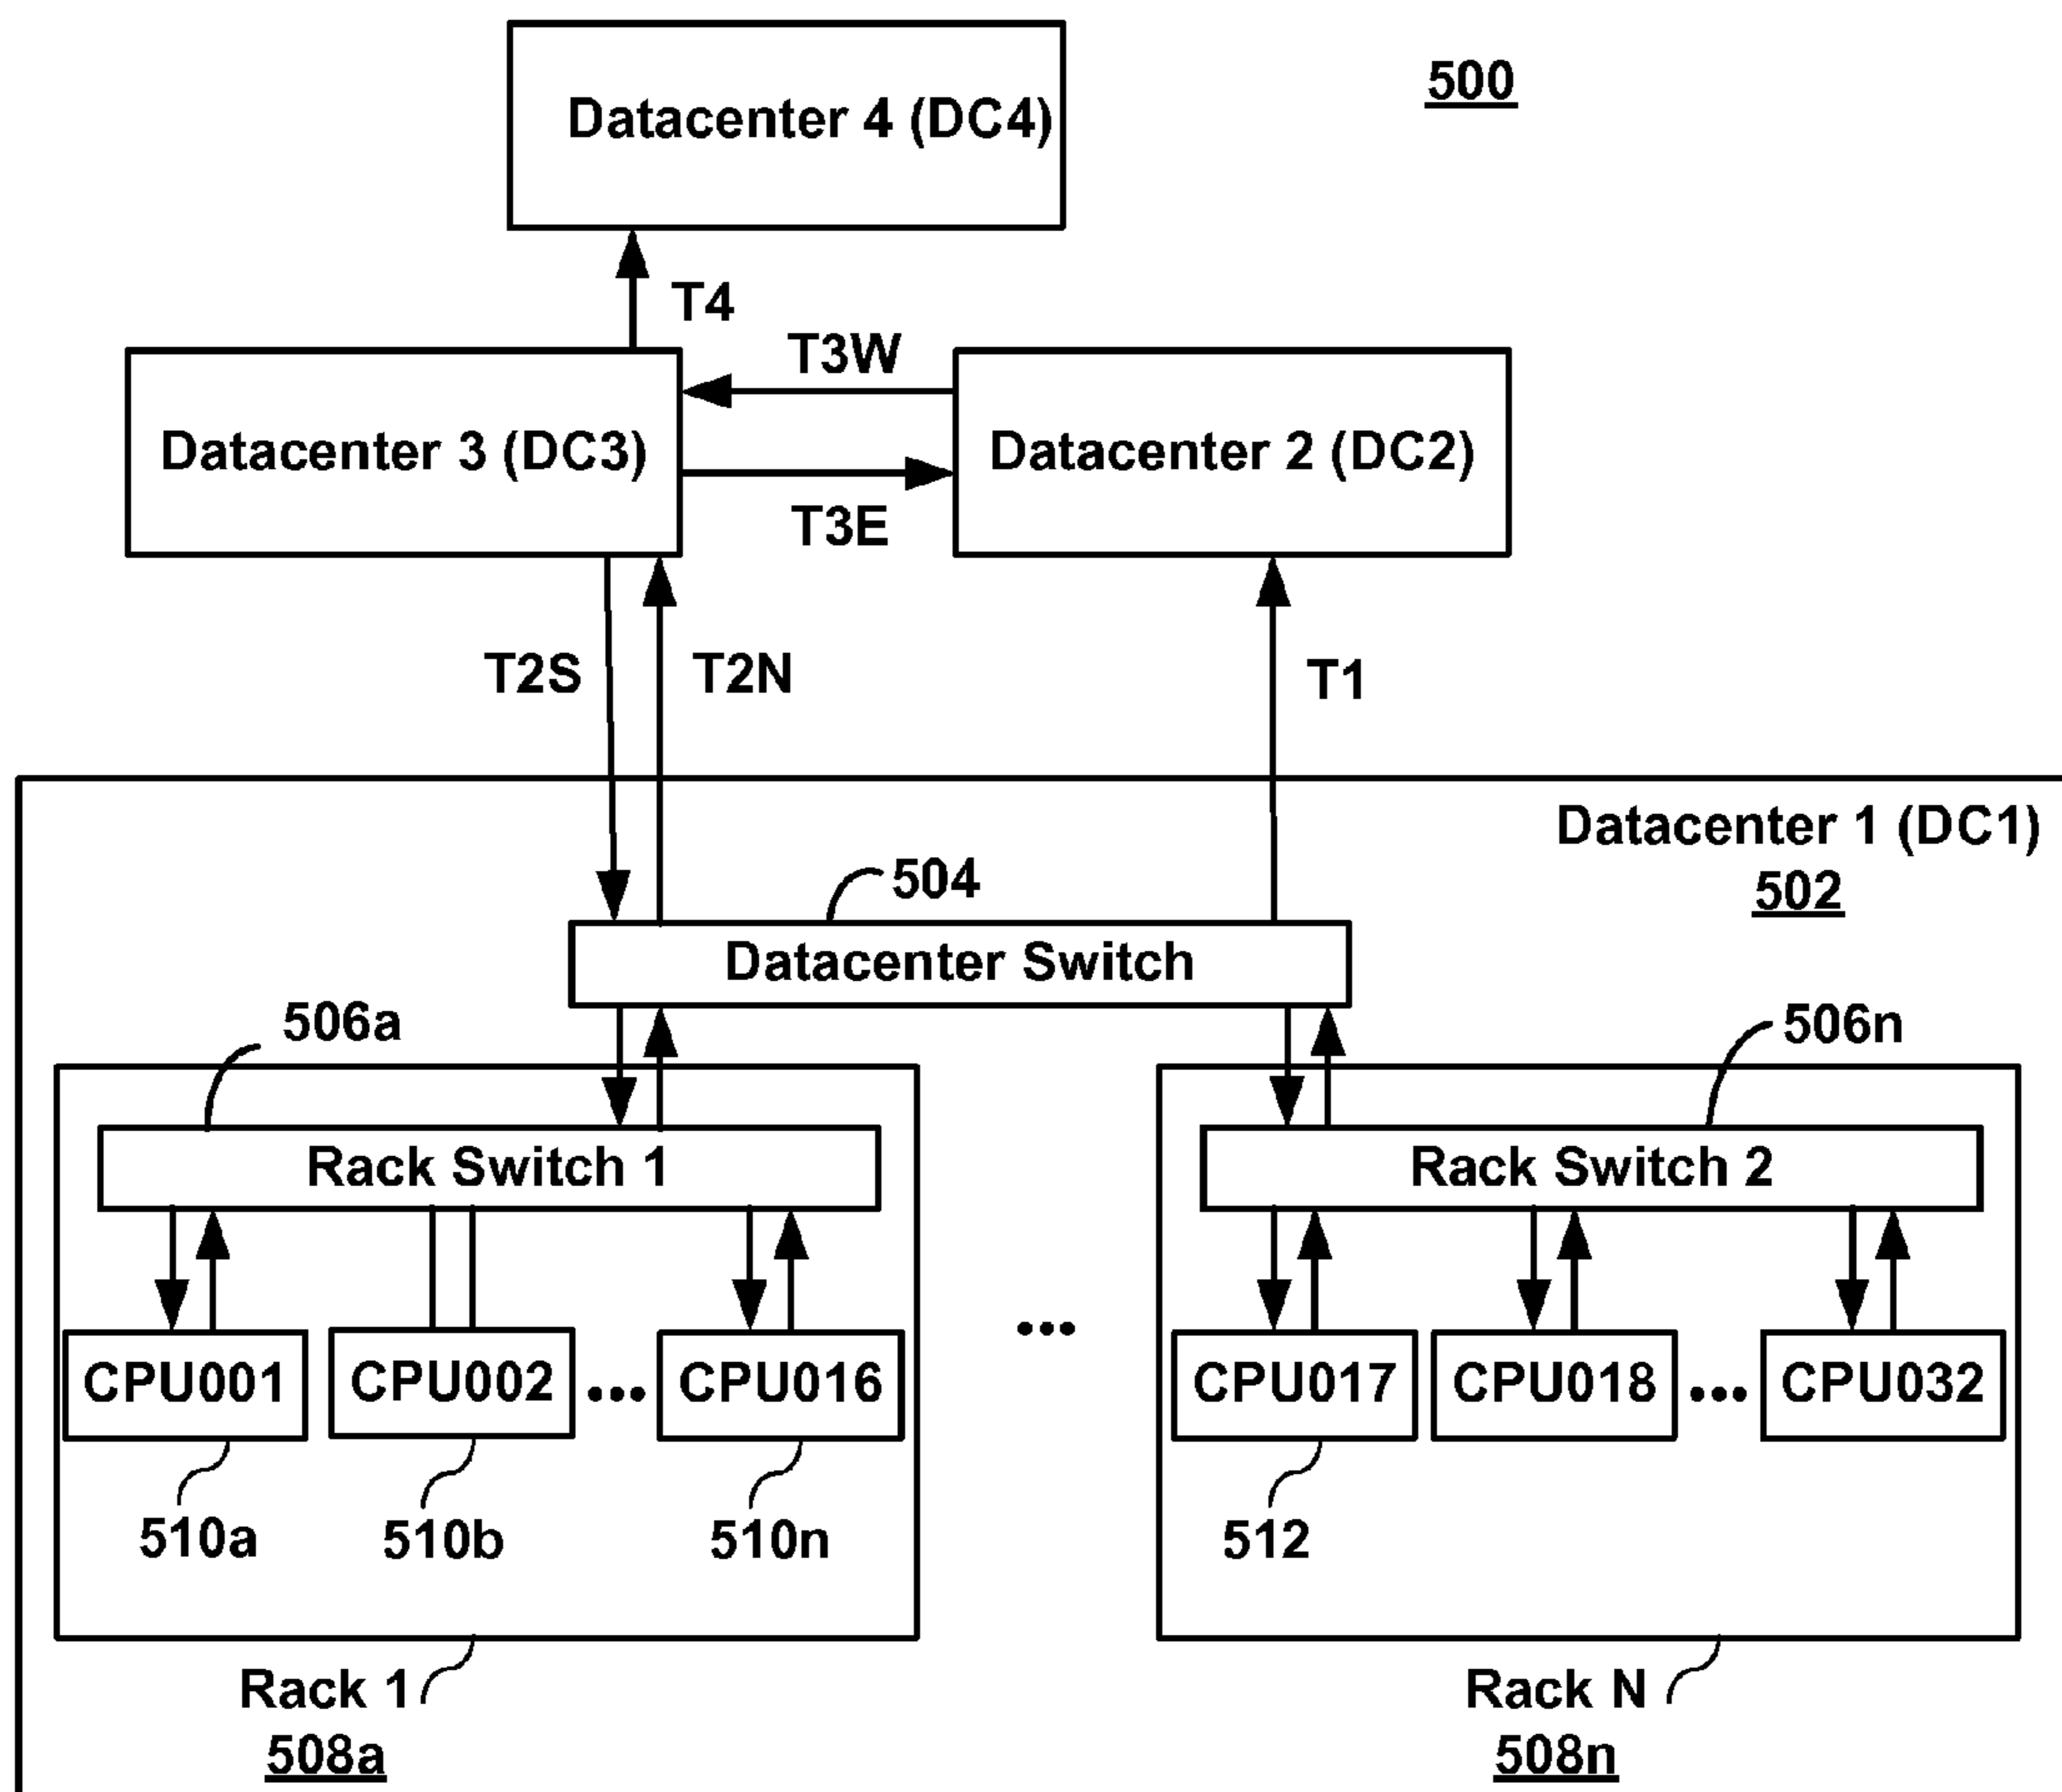 Datacenter 4 (DC4)
500
T4
T3W
Datacenter 3 (DC3)
Datacenter 2 (DC2)
T3E
T2S
T2N
T1
Datacenter 1 (DC1)
502
504
Datacenter Switch
506a
506n
Rack Switch 1
Rack Switch 2
...
CPU001
CPU002
...
CPU016
CPU017
CPU018
...
CPU032
510a
510b
510n
512
Rack 1
508a
Rack N
508n